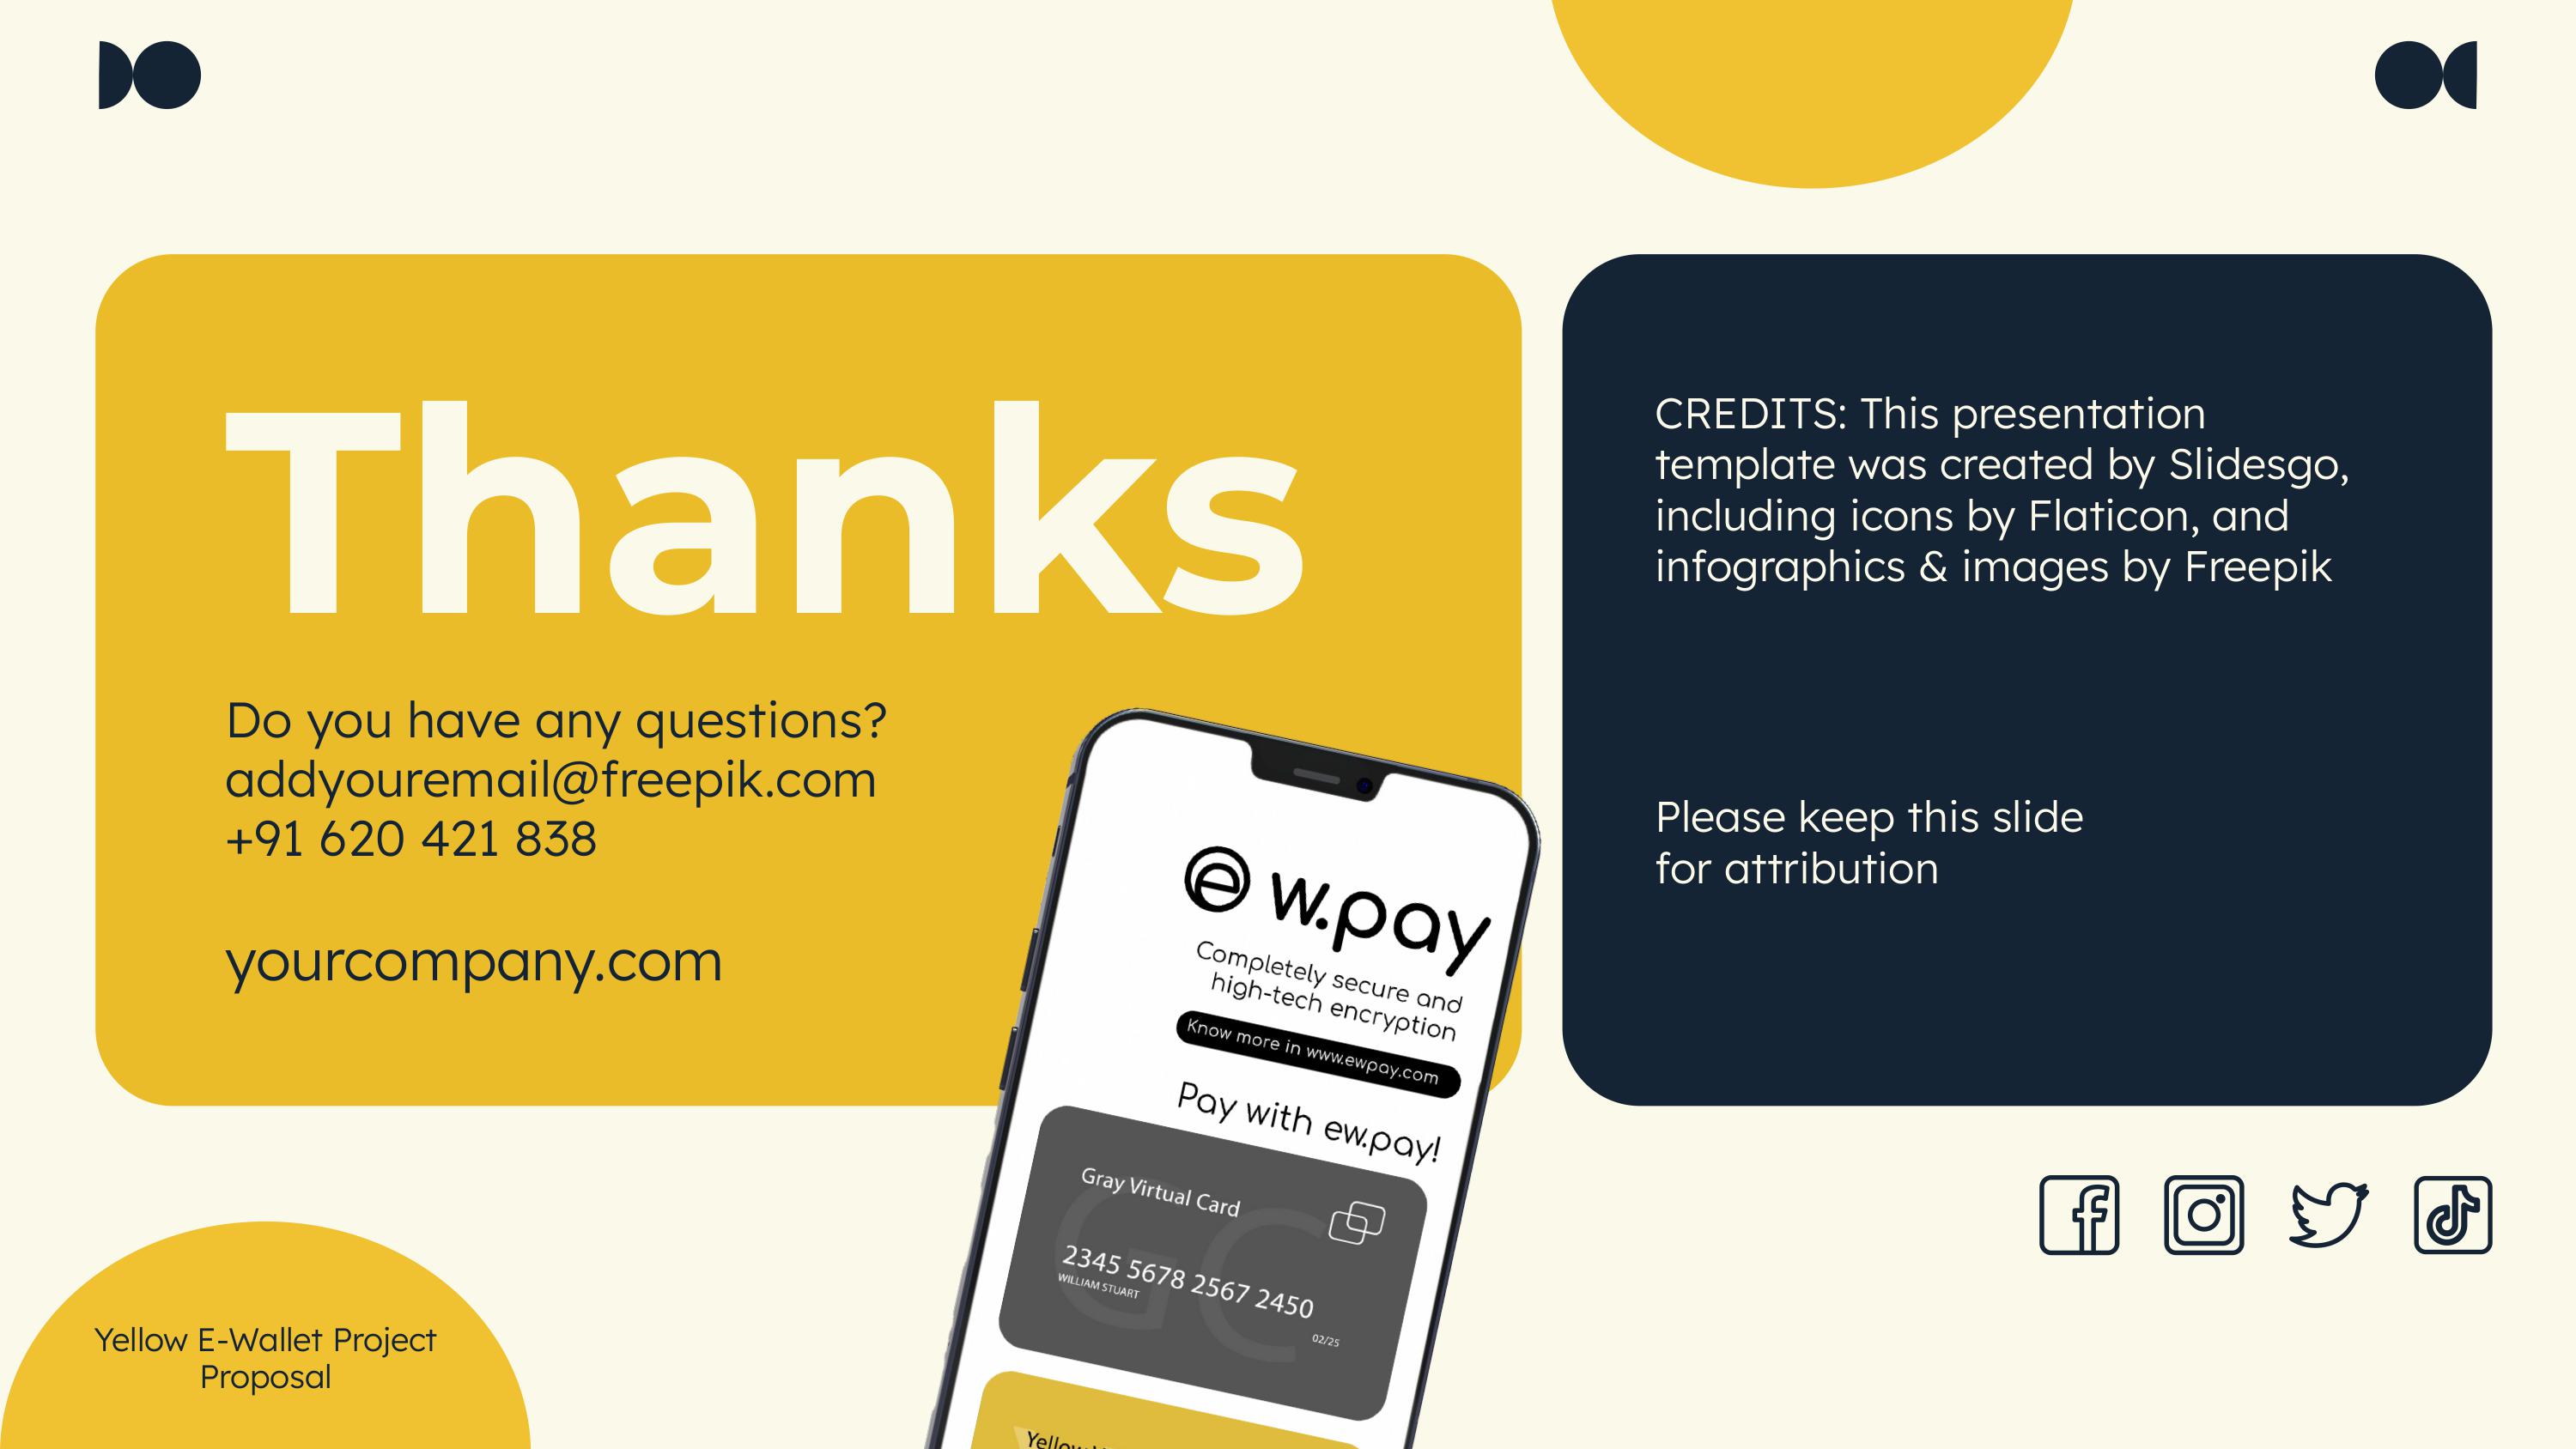 Thanks
Do you have any questions?
addyouremail@freepik.com
+91 620 421 838
yourcompany.com
CREDITS: This presentation
template was created by Slidesgo,
including icons by Flaticon, and
infographics & images by Freepik
Please keep this slide
for attribution
e w.pay
Completely secure and
high-tech encryption
Know more in www.ewpay.com
Pay with ew.pay!
Gray Virtual Card
GC
2345 5678 2567 2450
WILLIAM STUART
02/25
Yellow
Yellow E-Wallet Project
Proposal